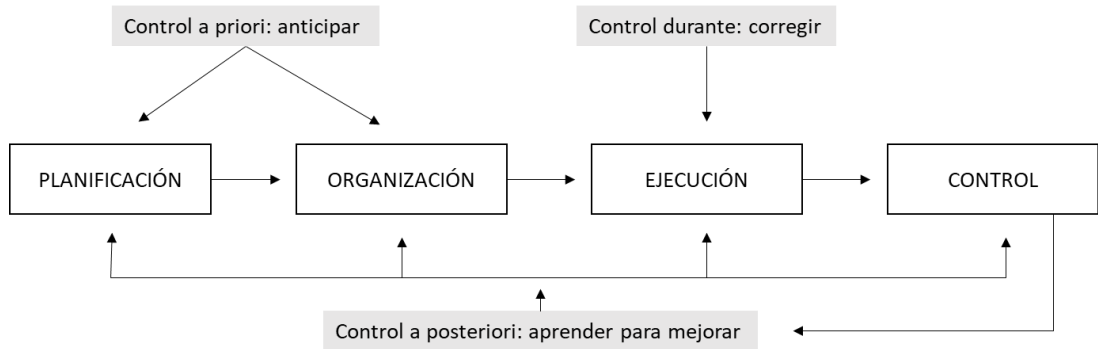 Control a priori: anticipar
Control durante: corregir
PLANIFICACIÓN
ORGANIZACIÓN
EJECUCIÓN
CONTROL
Control a posteriori: aprender para mejorar